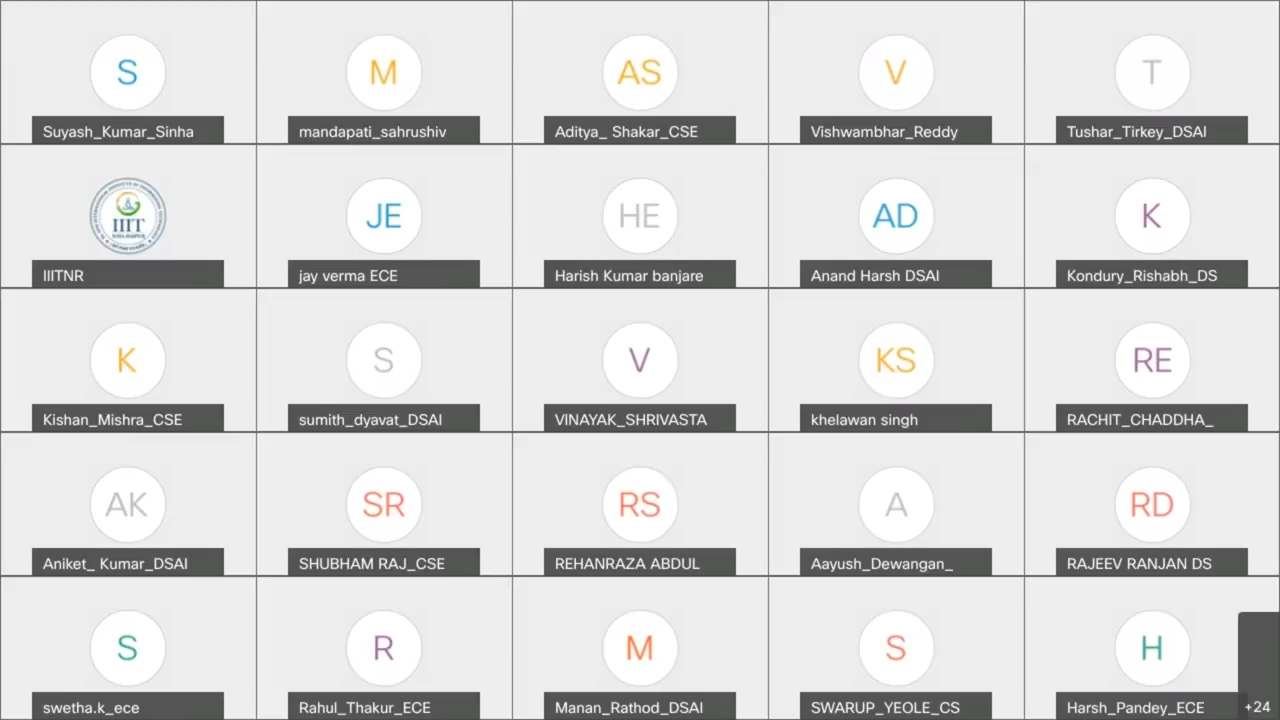 S
Suyash_Kumar_Sinha
M
mandapati_sahrushiv
AS
Aditya_ Shakar_CSE
V
Vishwambhar_Reddy
T
Tushar_Tirkey_DSAI
IIIT
IIITNR
JE
jay verma ECE
HE
Harish Kumar banjare
AD
Anand Harsh DSAI
K
Kondury_Rishabh_DS
K
Kishan_Mishra_CSE
S
sumith_dyavat_DSAI
V
VINAYAK_SHRIVASTA
KS
khelawan singh
RE
RACHIT_CHADDHA_
AK
Aniket_ Kumar_DSAI
SR
SHUBHAM RAJ_CSE
RS
REHANRAZA ABDUL
A
Aayush_Dewangan_
RD
RAJEEV RANJAN DS
S
swetha.k_ece
R
Rahul_Thakur_ECE
M
Manan_Rathod_DSAI
S
SWARUP_YEOLE_CS
H
Harsh_Pandey_ECE
+24